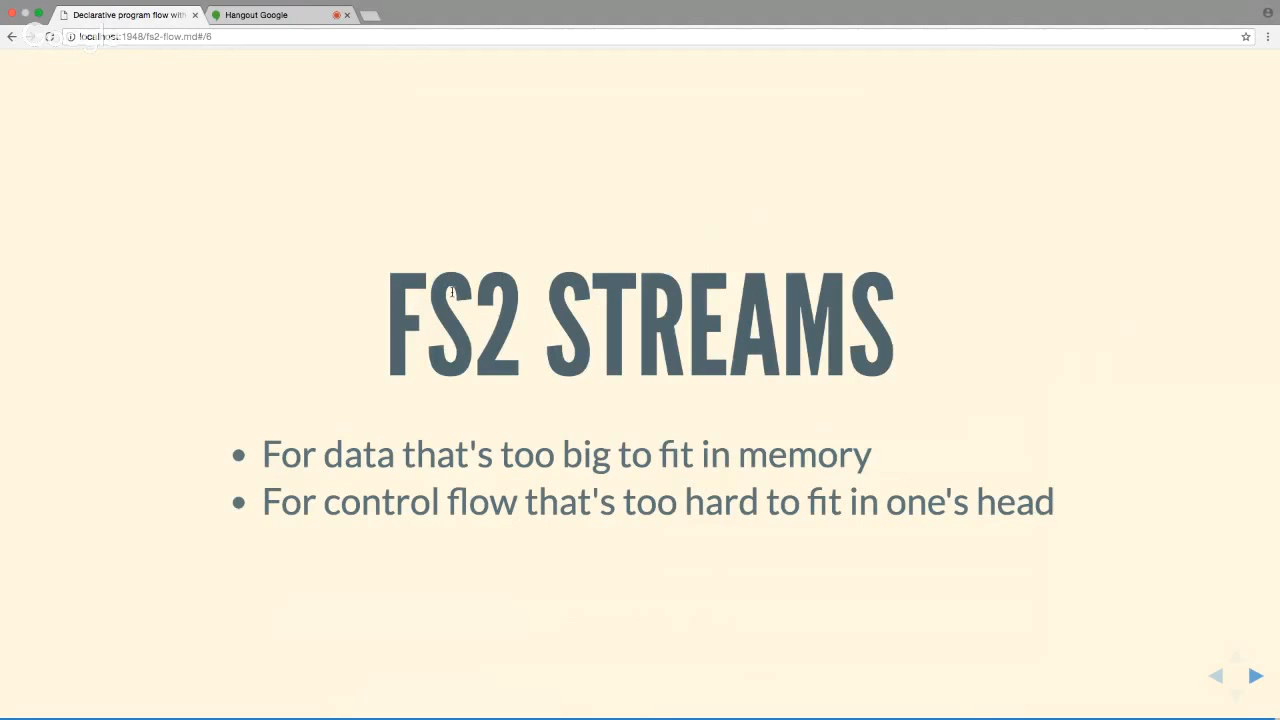 Declarative program flow with
Hangout Google
localhost:1948/fs2-flow.md#/6
FS2 STREAMS
For data that's too big to fit in memory
For control flow that's too hard to fit in one's head